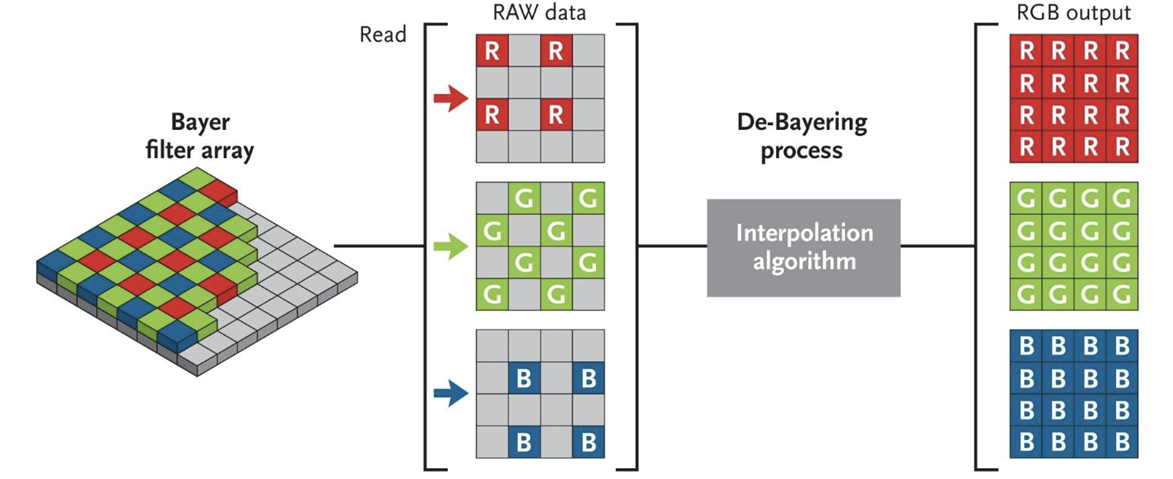 RAW data
RGB output
Read
Bayer
filter array
De-Bayering
process
Interpolation
algorithm
R R
R R
G G
G G
G G
G G
B B
B B
R R R R
R R R R
R R R R
R R R R
G G G G
G G G G
G G G G
G G G G
B B B B
B B B B
B B B B
B B B B